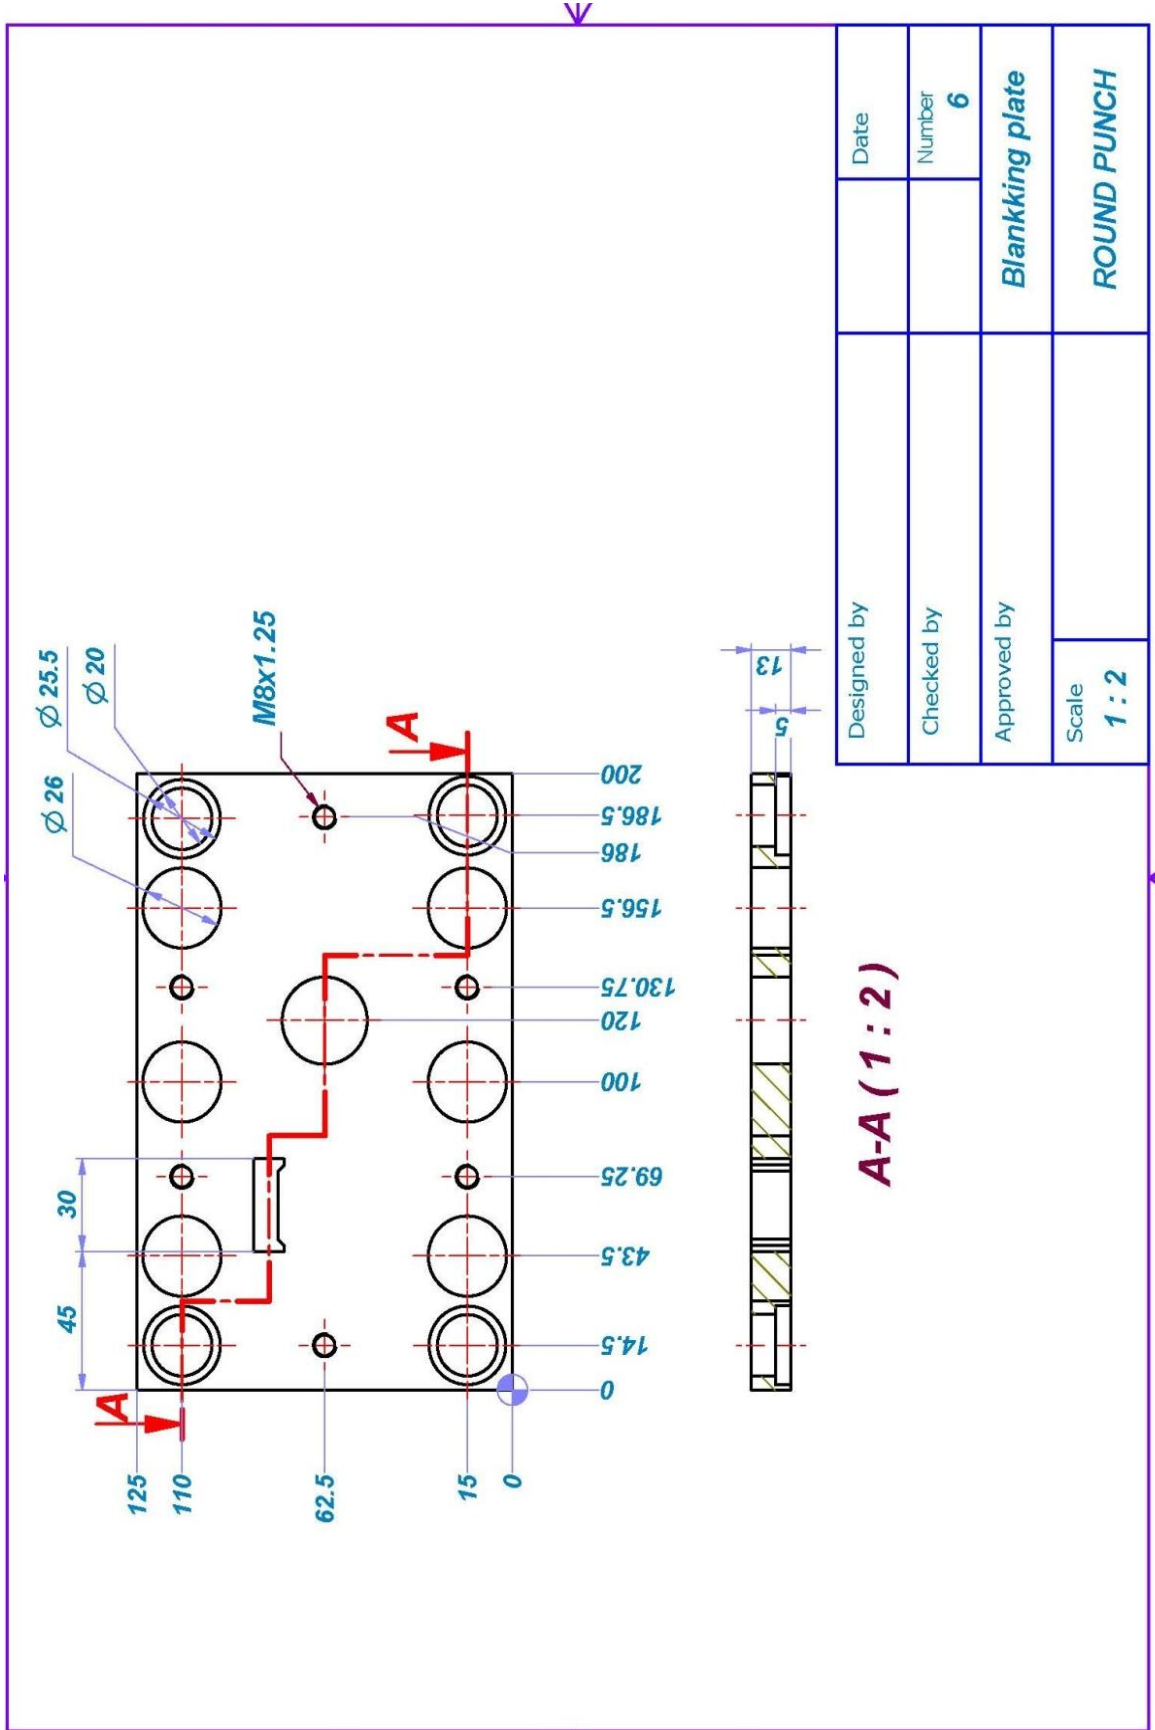 Ø 26
Ø 25.5
Ø 20
M8x1.25
45
30
A
A
125
110
62.5
15
0
0
14.5
43.5
69.25
100
120
130.75
156.5
186
186.5
200
5
13
A-A ( 1 : 2 )
Designed by
Date
Checked by
Number
6
Approved by
Blankking plate
Scale
1 : 2
ROUND PUNCH